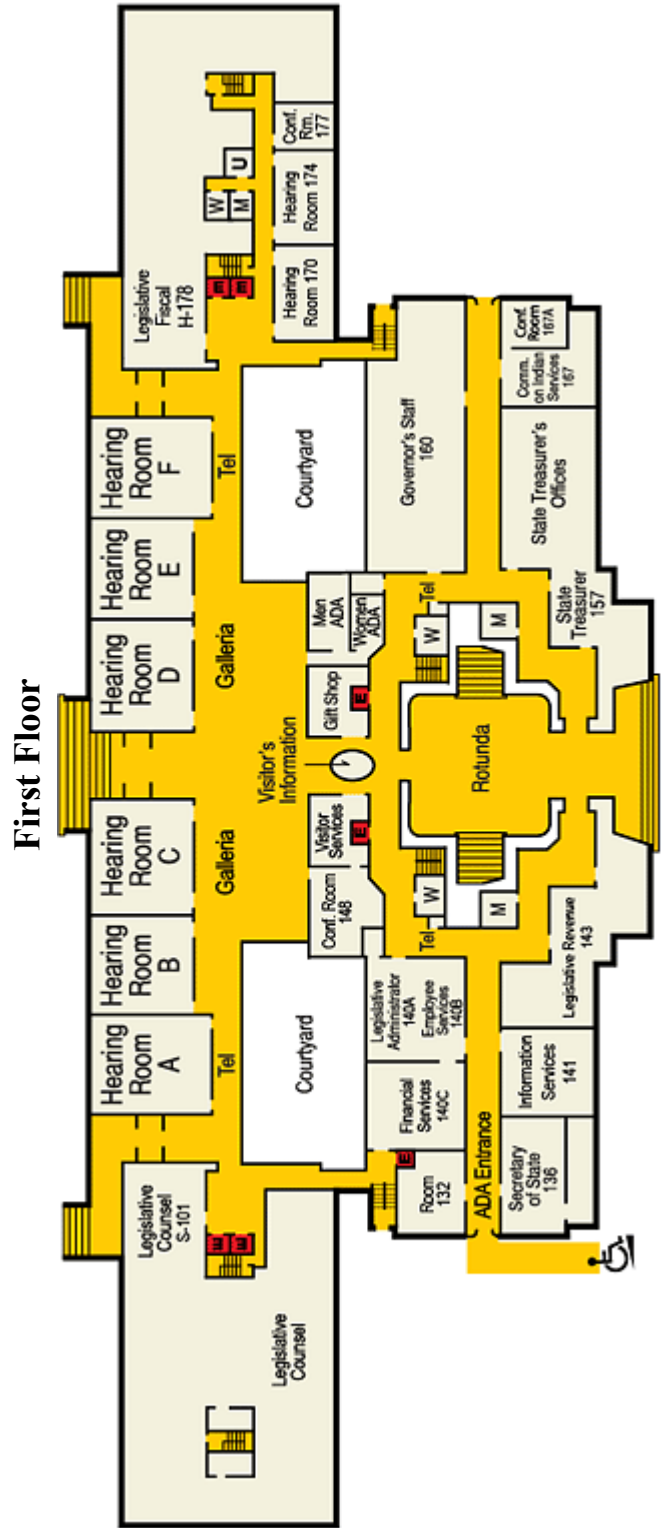 First Floor
Legislative
Counsel
S-101
Legislative
Counsel
Hearing
Room
A
Hearing
Room
B
Hearing
Room
C
Hearing
Room
D
Hearing
Room
E
Hearing
Room
F
Legislative
Fiscal
H-178
E
E
Tel
Galleria
Galleria
Tel
E
E
W
M
U
Hearing
Room 170
Hearing
Room 174
Conf.
Rm.
177
Courtyard
Visitor's
Information
Courtyard
Conf. Room
148
Visitor
Services
E
i
Gift Shop
E
Men
ADA
Women
ADA
Room
132
E
Financial
Services
140C
Legislative
Administrator
140A
Employee
Services
140B
Tel
W
M
Rotunda
W
M
Tel
Governor's Staff
160
ADA Entrance
Secretary
of State
136
Information
Services
141
Legislative Revenue
143
State
Treasurer
157
State Treasurer's
Offices
Comm.
on Indian
Services
167
Conf.
Room
167A